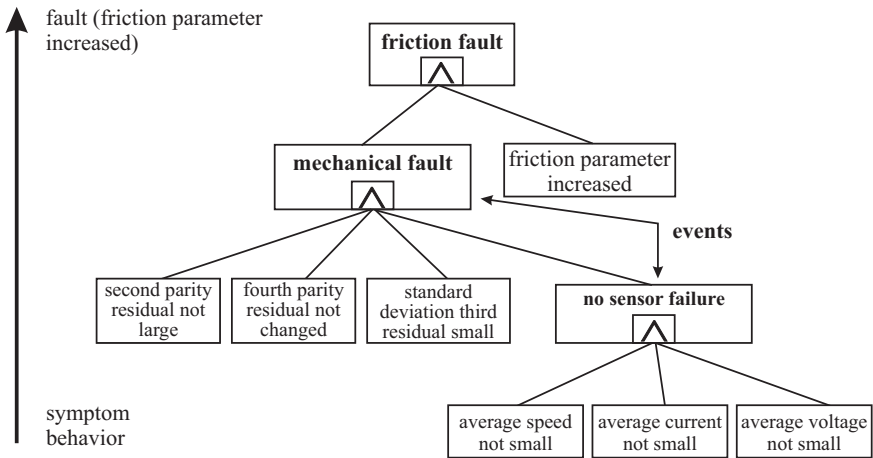 fault (friction parameter
increased)
friction fault
mechanical fault
friction parameter
increased
events
second parity
residual not
large
fourth parity
residual not
changed
standard
deviation third
residual small
no sensor failure
average speed
not small
average current
not small
average voltage
not small
symptom
behavior